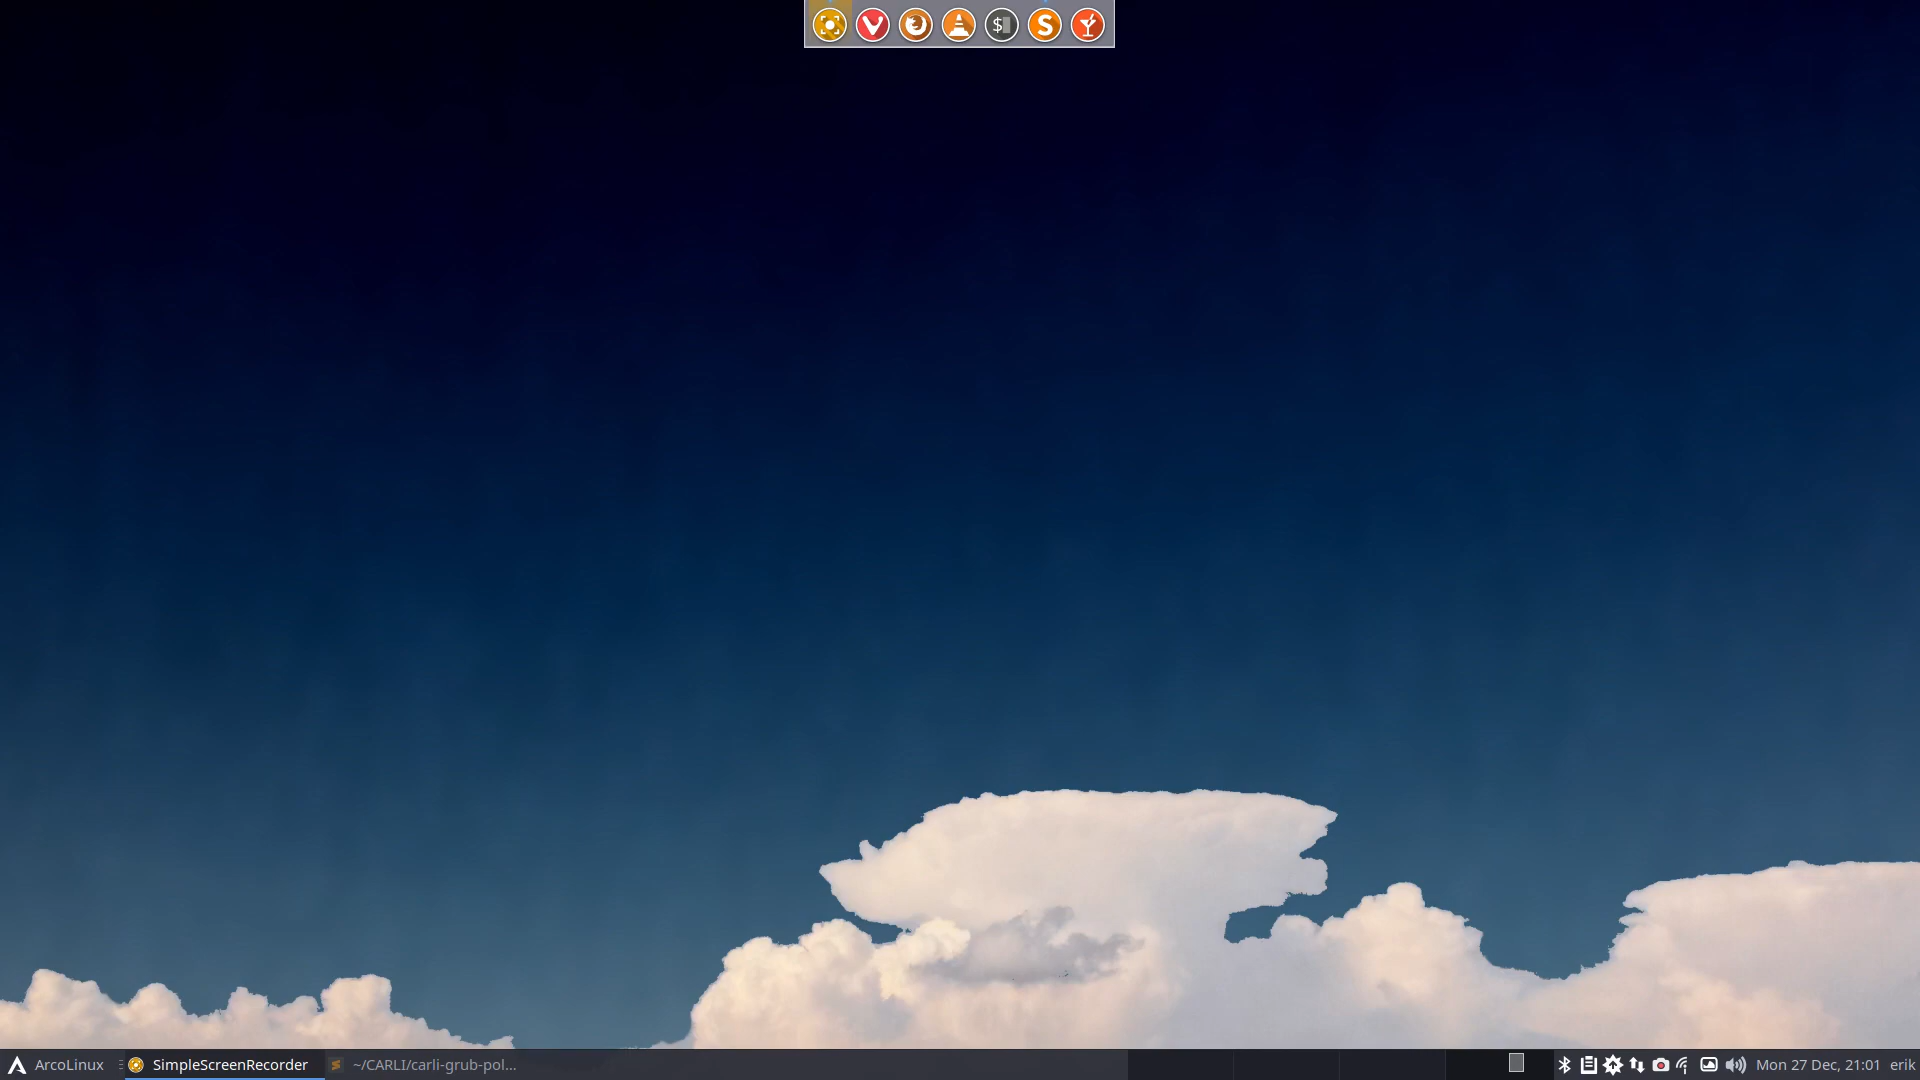 ArcoLinux
SimpleScreenRecorder
~/CARLI/carli-grub-pol...
Mon 27 Dec, 21:01
erik